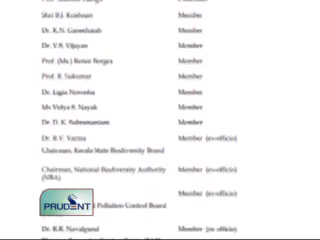 Shri B.J. Krishnan Member
Dr. K.N. Ganeshaiah Member
Dr. V.S. Vijayan Member
Prof. (Ms.) Renee Borges Member
Prof. R. Sukumar Member
Dr. Ligia Noronha Member
Ms Vidya S. Nayak Member
Dr. D. K. Subramaniam Member
Dr. R.V. Varma Member (ex-officio)
Chairman, Kerala State Biodiversity Board
Chairman, National Biodiversity Authority Member (ex-officio)
(NBA)
Member (ex-officio)
Pollution Control Board
PRUDENT
Dr. R.R. Navalgund Member (ex-officio)